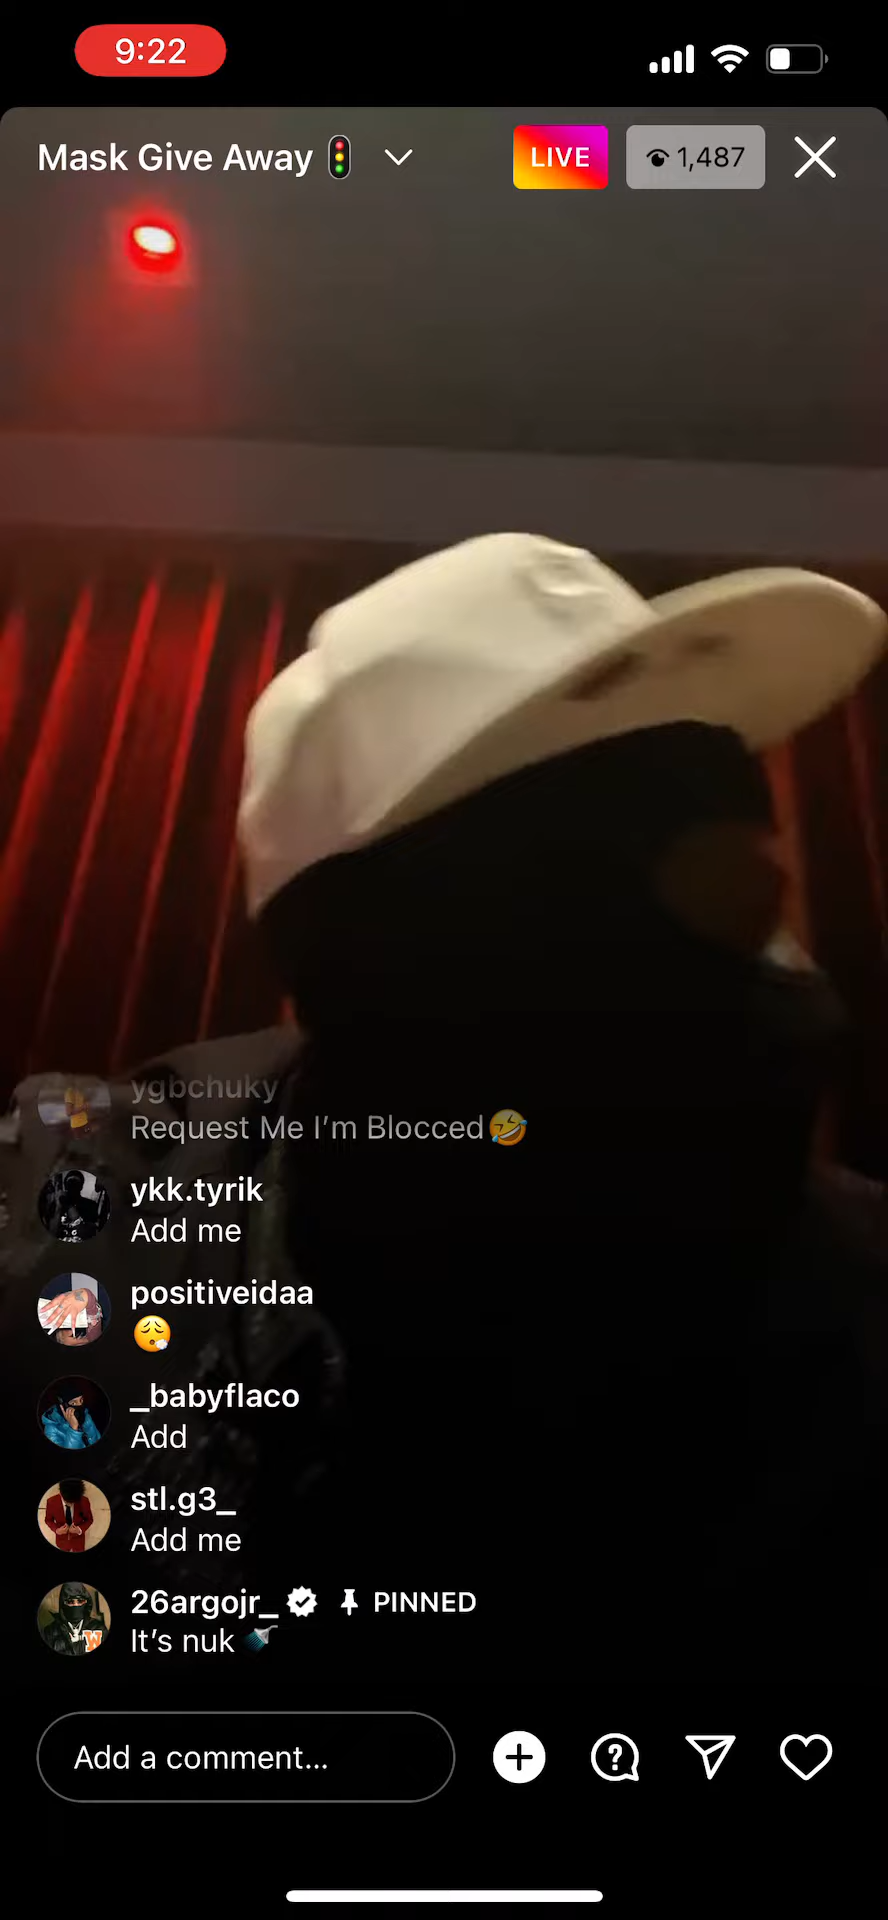 9:22
Mask Give Away 🚦
LIVE
1,487
ygbchuky
Request Me I’m Blocced🤣
ykk.tyrik
Add me
positiveidaa
😮‍💨
_babyflaco
Add
stl.g3_
Add me
26argojr_ PINNED
It’s nuk 🚿
Add a comment...